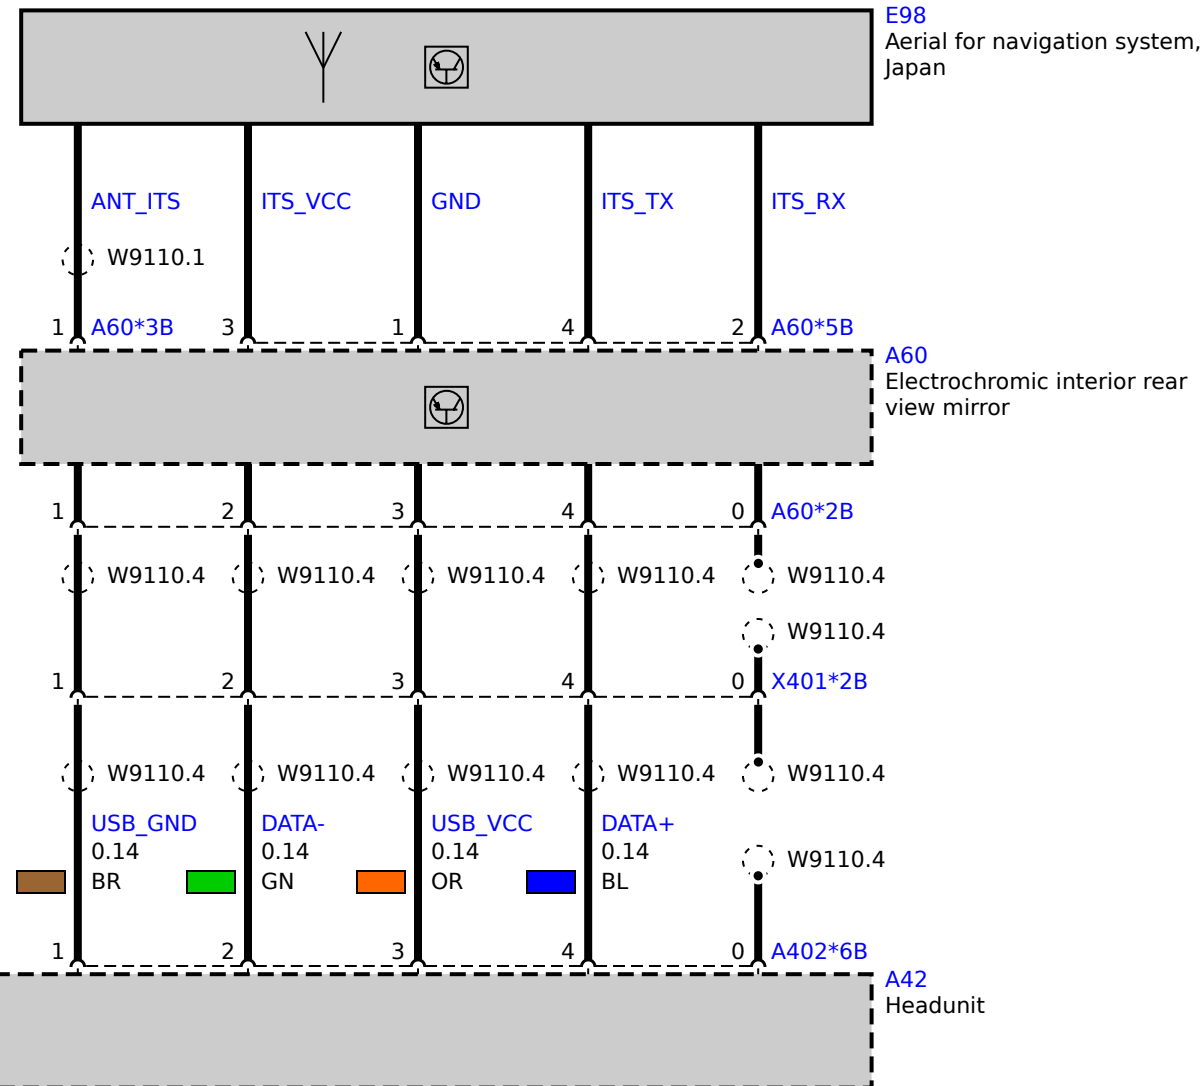 E98
Aerial for navigation system,
Japan
ANT_ITS ITS_VCC GND ITS_TX ITS_RX
W9110.1
1 A60*3B 3 1 4 2 A60*5B
A60
Electrochromic interior rear
view mirror
1 2 3 4 0 A60*2B
W9110.4 W9110.4 W9110.4 W9110.4 W9110.4
W9110.4
1 2 3 4 0 X401*2B
W9110.4 W9110.4 W9110.4 W9110.4 W9110.4
USB_GND DATA- USB_VCC DATA+
0.14 0.14 0.14 0.14
W9110.4
BR GN OR BL
1 2 3 4 0 A402*6B
A42
Headunit